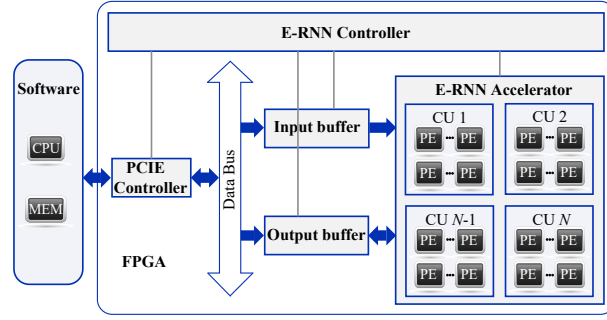 E-RNN Controller
Software
CPU
MEM
PCIE
Controller
FPGA
Data Bus
Input buffer
Output buffer
E-RNN Accelerator
CU 1
PE ··· PE
PE ··· PE
CU 2
PE ··· PE
PE ··· PE
CU N-1
PE ··· PE
PE ··· PE
CU N
PE ··· PE
PE ··· PE